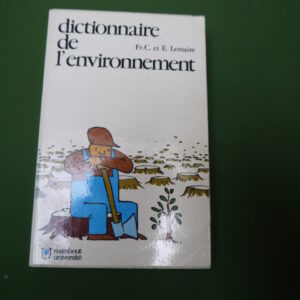 dictionnaire
de
Fr.C. et E. Lemaire
l'environnement
marabout
université